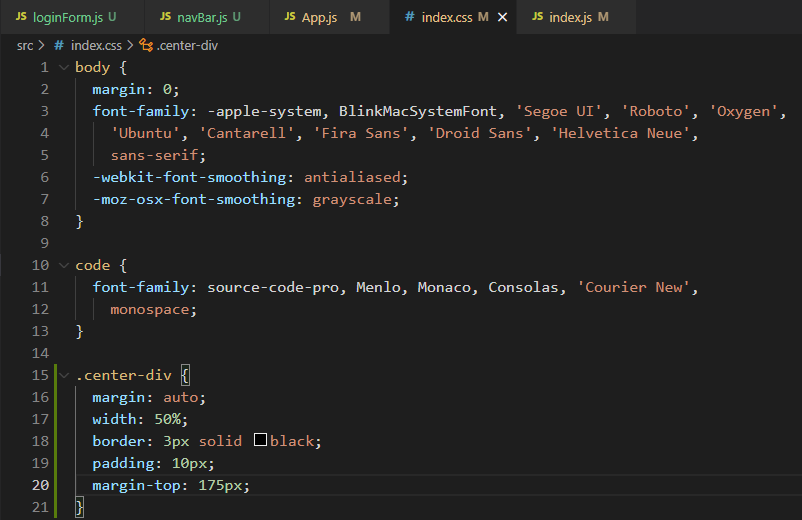 JS loginForm.js U JS navBar.js U JS App.js M # index.css M × JS index.js M
src > # index.css > .center-div
1 body {
2 margin: 0;
3 font-family: -apple-system, BlinkMacSystemFont, 'Segoe UI', 'Roboto', 'Oxygen',
4 'Ubuntu', 'Cantarell', 'Fira Sans', 'Droid Sans', 'Helvetica Neue',
5 sans-serif;
6 -webkit-font-smoothing: antialiased;
7 -moz-osx-font-smoothing: grayscale;
8 }
9
10 code {
11 font-family: source-code-pro, Menlo, Monaco, Consolas, 'Courier New',
12 monospace;
13 }
14
15 .center-div {
16 margin: auto;
17 width: 50%;
18 border: 3px solid black;
19 padding: 10px;
20 margin-top: 175px;
21 }